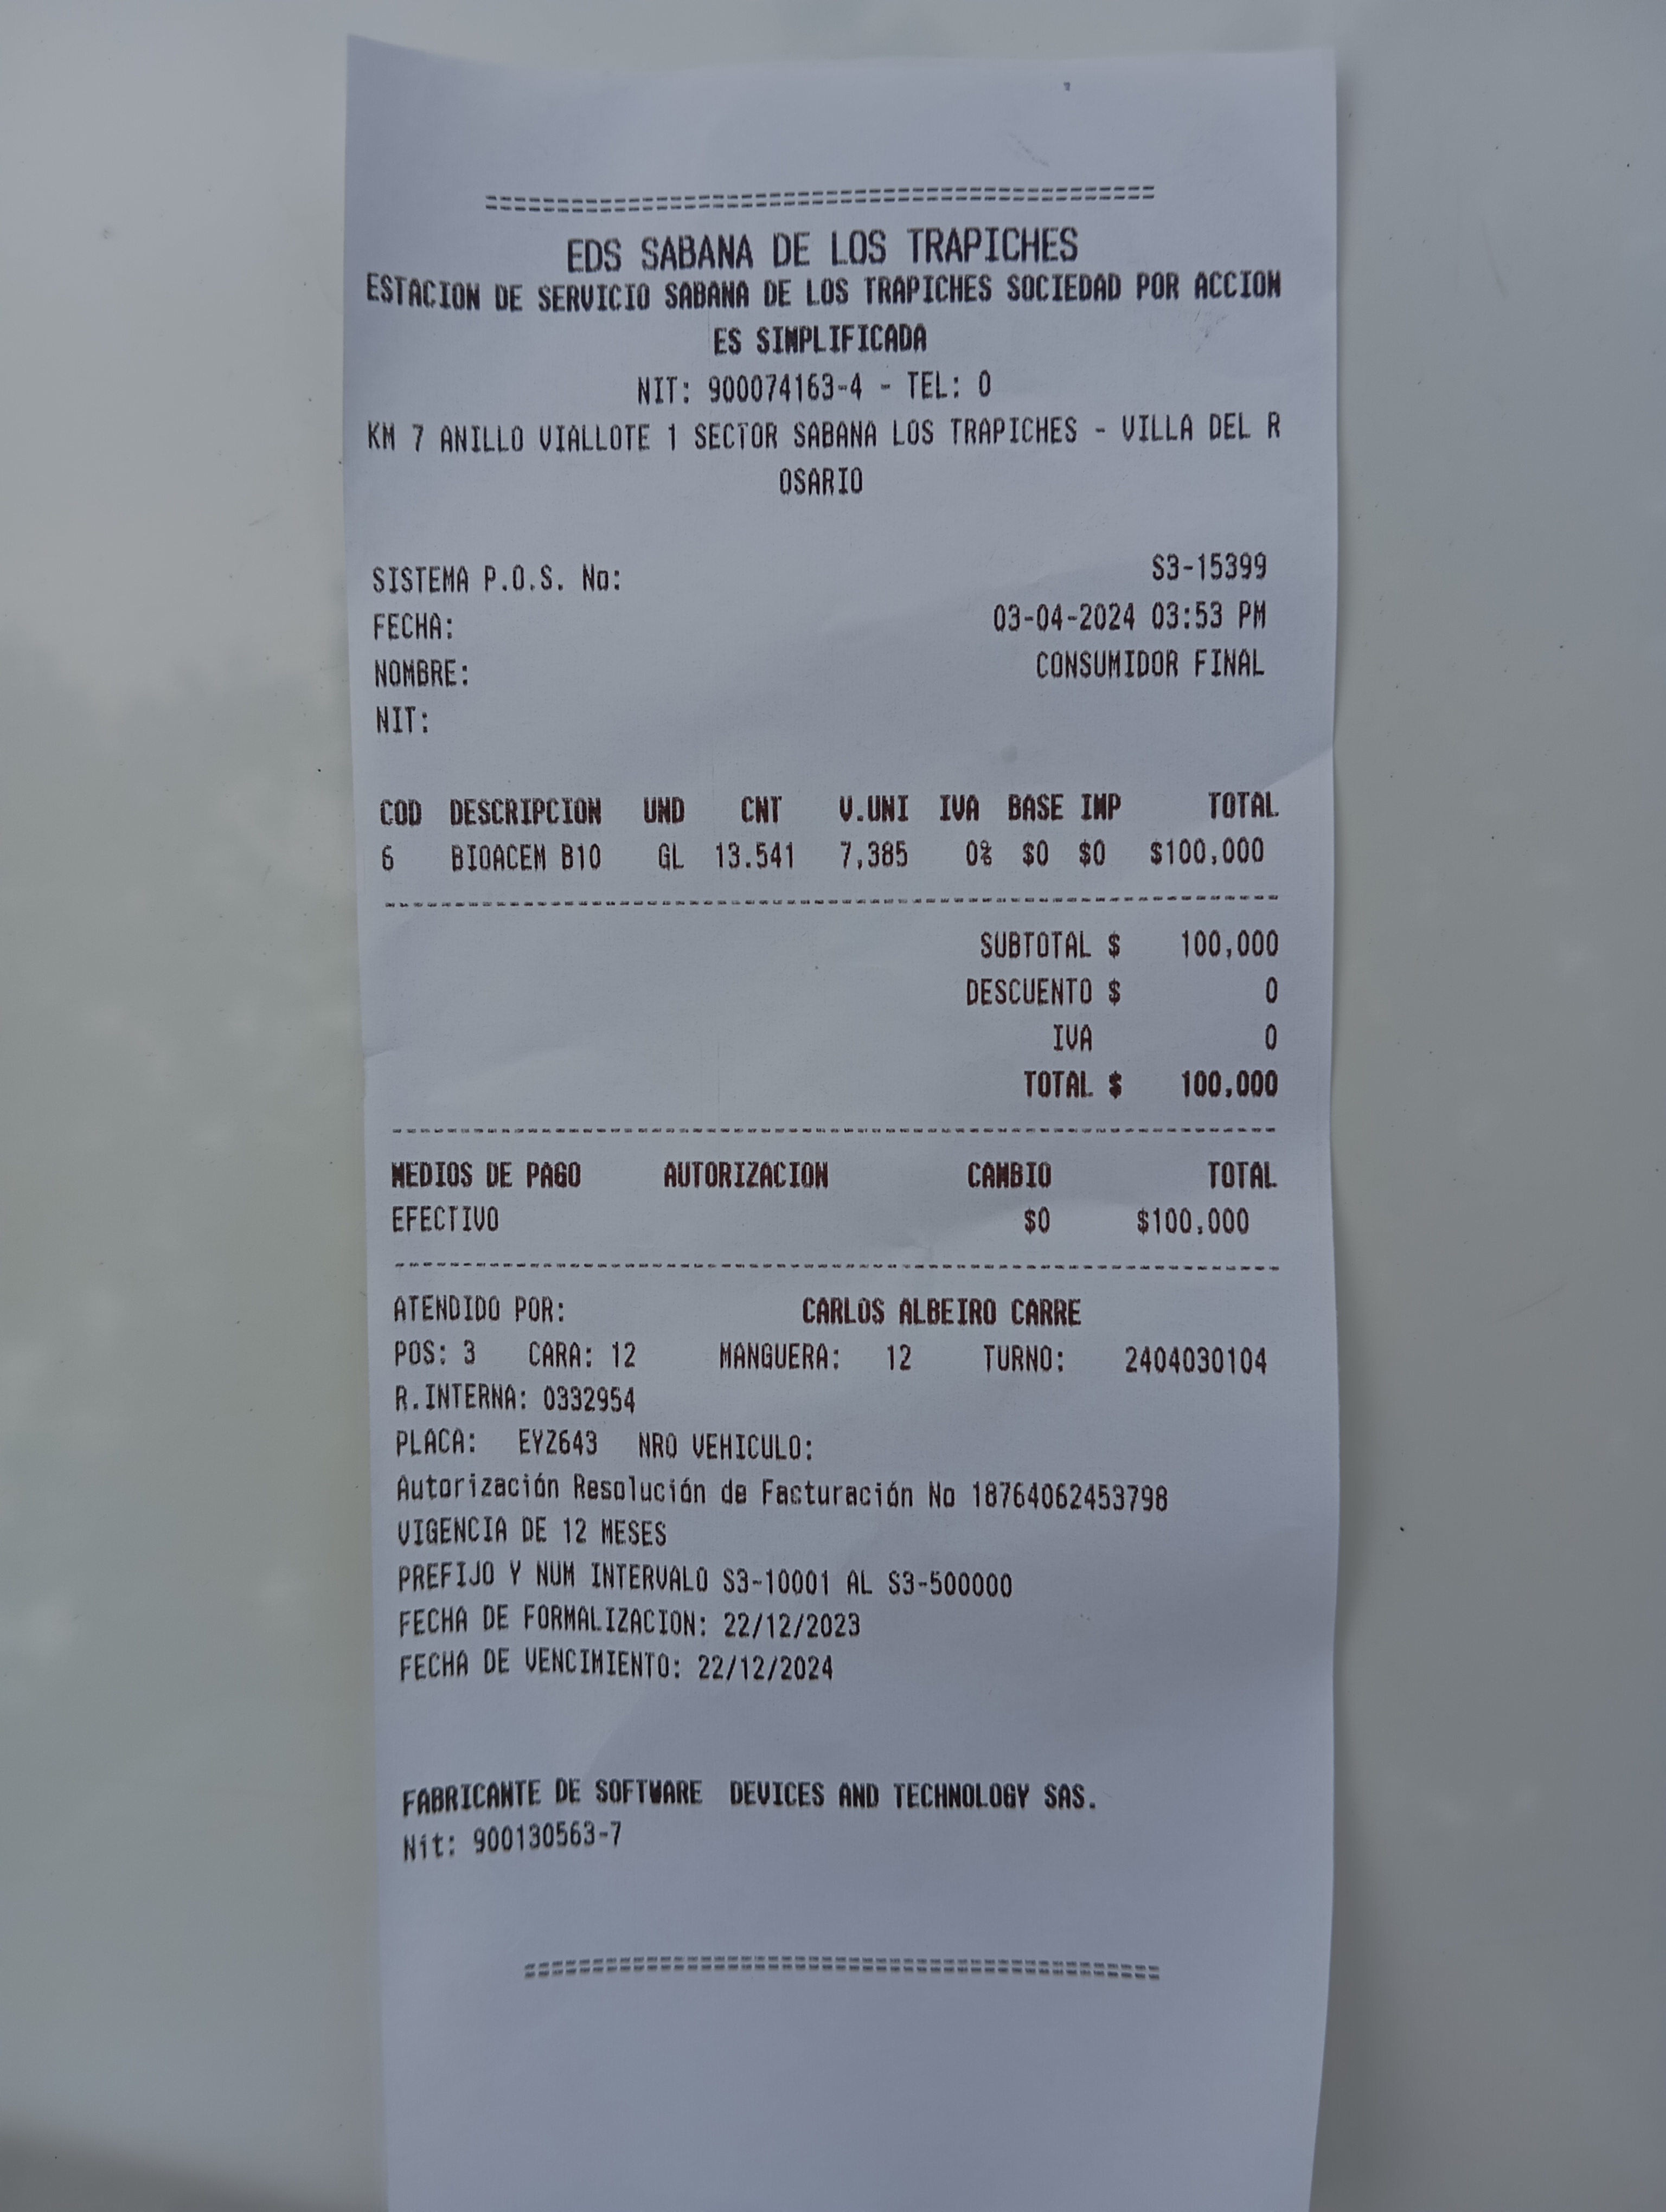 ================================================
EDS SABANA DE LOS TRAPICHES
ESTACION DE SERVICIO SABANA DE LOS TRAPICHES SOCIEDAD POR ACCION
ES SIMPLIFICADA
NIT: 900074163-4 - TEL: 0
KM 7 ANILLO VIALLOTE 1 SECTOR SABANA LOS TRAPICHES - VILLA DEL R
OSARIO
SISTEMA P.O.S. No: S3-15399
FECHA: 03-04-2024 03:53 PM
NOMBRE: CONSUMIDOR FINAL
NIT:
COD DESCRIPCION UND CNT V.UNI IVA BASE IMP TOTAL
6 BIOACEM B10 GL 13.541 7,385 0% $0 $0 $100,000
SUBTOTAL $ 100,000
DESCUENTO $ 0
IVA 0
TOTAL $ 100,000
MEDIOS DE PAGO AUTORIZACION CAMBIO TOTAL
EFECTIVO $0 $100,000
ATENDIDO POR: CARLOS ALBEIRO CARRE
POS: 3 CARA: 12 MANGUERA: 12 TURNO: 2404030104
R.INTERNA: 0332954
PLACA: EYZ643 NRO VEHICULO:
Autorización Resolución de Facturación No 18764062453798
VIGENCIA DE 12 MESES
PREFIJO Y NUM INTERVALO S3-10001 AL S3-500000
FECHA DE FORMALIZACION: 22/12/2023
FECHA DE VENCIMIENTO: 22/12/2024
FABRICANTE DE SOFTWARE DEVICES AND TECHNOLOGY SAS.
Nit: 900130563-7
================================================